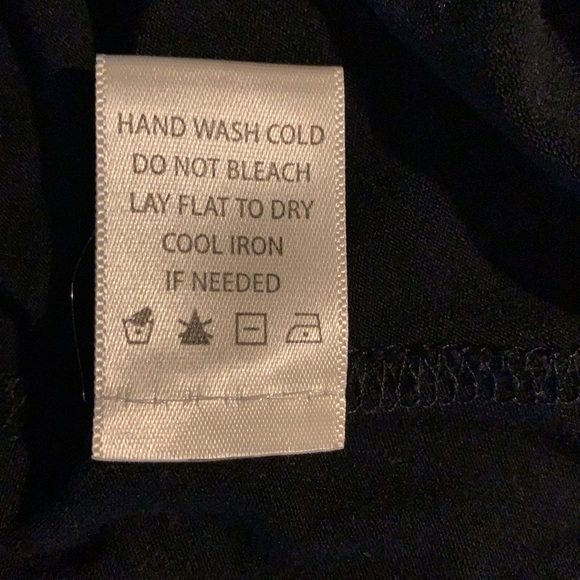 HAND WASH COLD
DO NOT BLEACH
LAY FLAT TO DRY
COOL IRON
IF NEEDED